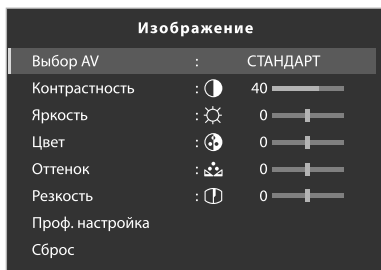 Изображение
Выбор AV : СТАНДАРТ
Контрастность : 40
Яркость : 0
Цвет : 0
Оттенок : 0
Резкость : 0
Проф. настройка
Сброс